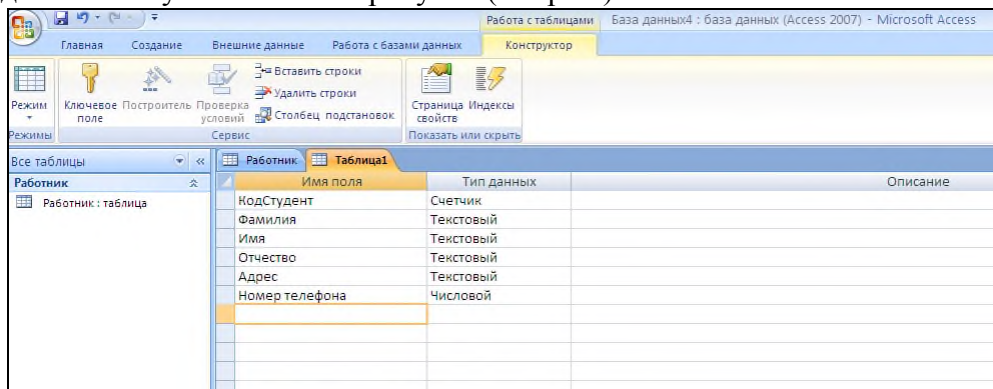 Работа с таблицами База данных4 : база данных (Access 2007) - Microsoft Access
Главная Создание Внешние данные Работа с базами данных Конструктор
Режим
Ключевое поле
Построитель
Проверка условий
Вставить строки
Удалить строки
Столбец подстановок
Страница свойств
Индексы
Режимы Сервис Показать или скрыть
Все таблицы Работник Таблица1
Работник Имя поля Тип данных Описание
Работник : таблица КодСтудент Счетчик
Фамилия Текстовый
Имя Текстовый
Отчество Текстовый
Адрес Текстовый
Номер телефона Числовой